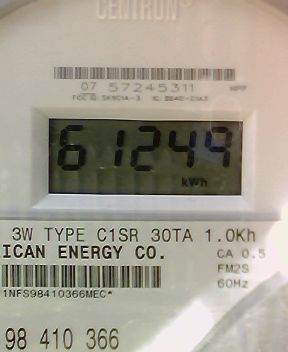 CENTRON®
07 57245311
61249
kWh
3W TYPE C1SR 30TA 1.0Kh
ICAN ENERGY CO.
CA 0.5
FM2S
60Hz
1NFS98410366MEC*
98 410 366